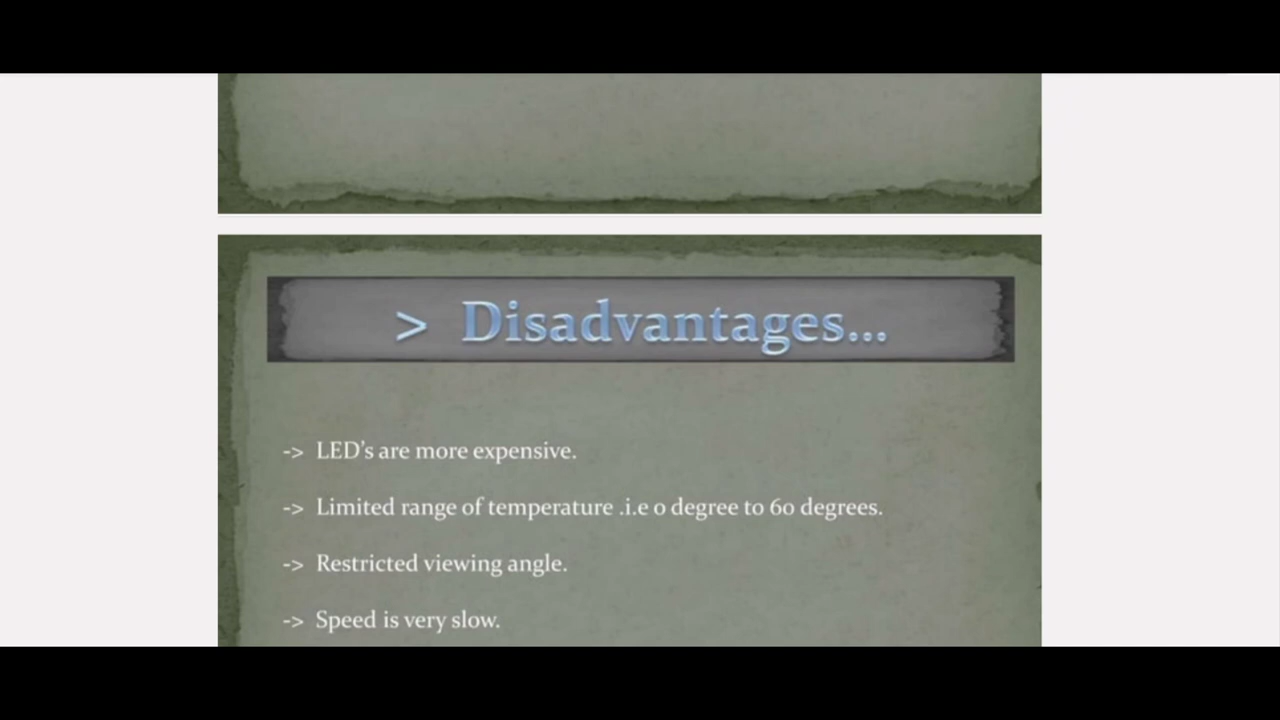 > Disadvantages...
-> LED's are more expensive.
-> Limited range of temperature .i.e 0 degree to 60 degrees.
-> Restricted viewing angle.
-> Speed is very slow.